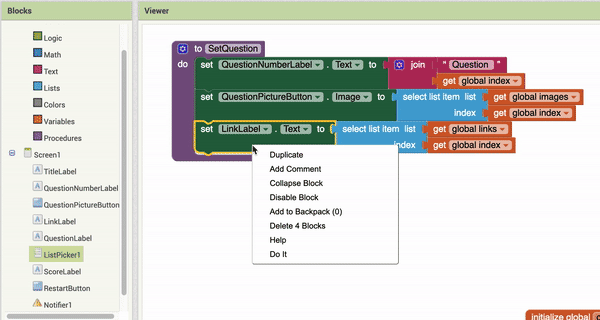 Blocks
Viewer
Logic
Math
Text
Lists
Colors
Variables
Procedures
Screen1
TitleLabel
QuestionNumberLabel
QuestionPictureButton
LinkLabel
QuestionLabel
ListPicker1
ScoreLabel
RestartButton
Notifier1
to SetQuestion
do set QuestionNumberLabel . Text to join " Question "
get global index
set QuestionPictureButton . Image to select list item list get global images
index get global index
set LinkLabel . Text to select list item list get global links
index get global index
Duplicate
Add Comment
Collapse Block
Disable Block
Add to Backpack (0)
Delete 4 Blocks
Help
Do It
initialize global